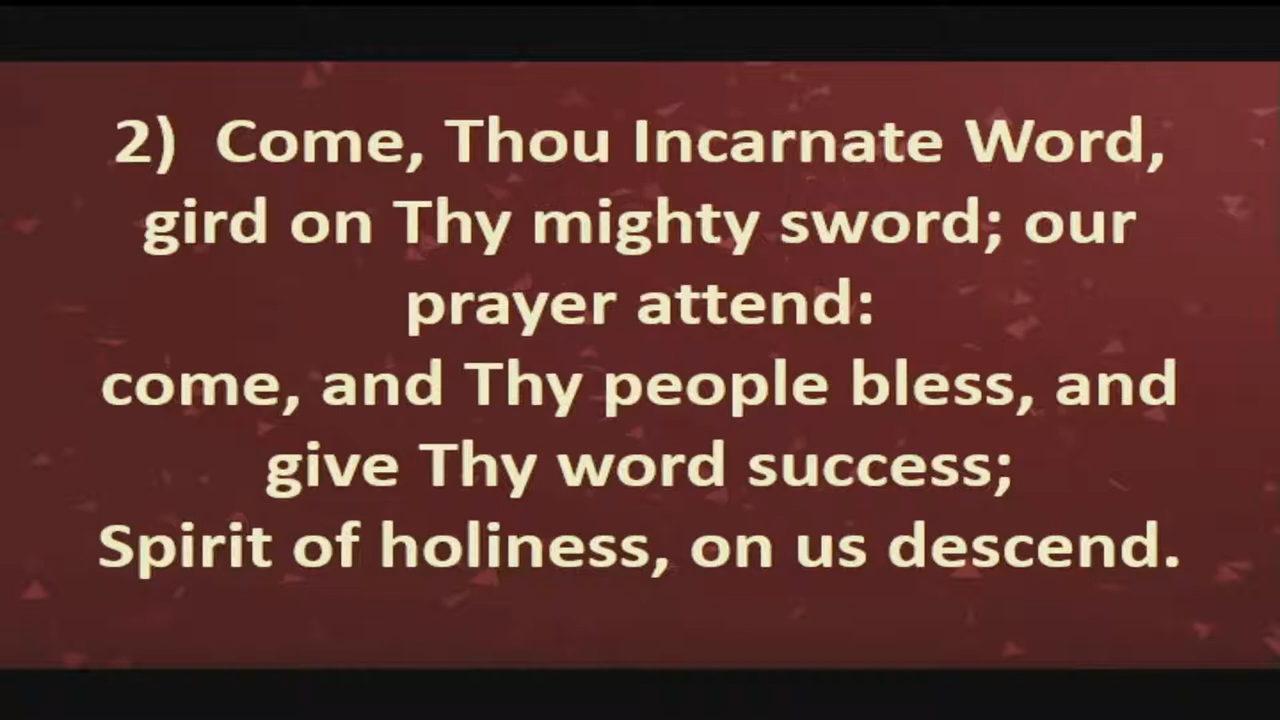 2) Come, Thou Incarnate Word,
gird on Thy mighty sword; our
prayer attend:
come, and Thy people bless, and
give Thy word success;
Spirit of holiness, on us descend.